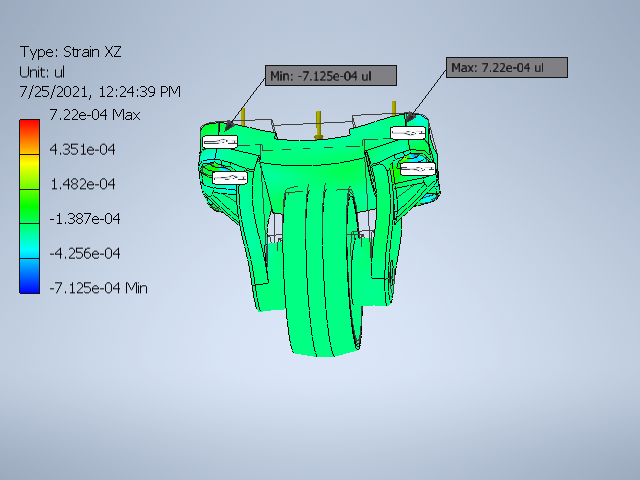 Type: Strain XZ
Unit: ul
7/25/2021, 12:24:39 PM
7.22e-04 Max
4.351e-04
1.482e-04
-1.387e-04
-4.256e-04
-7.125e-04 Min
Min: -7.125e-04 ul
Max: 7.22e-04 ul